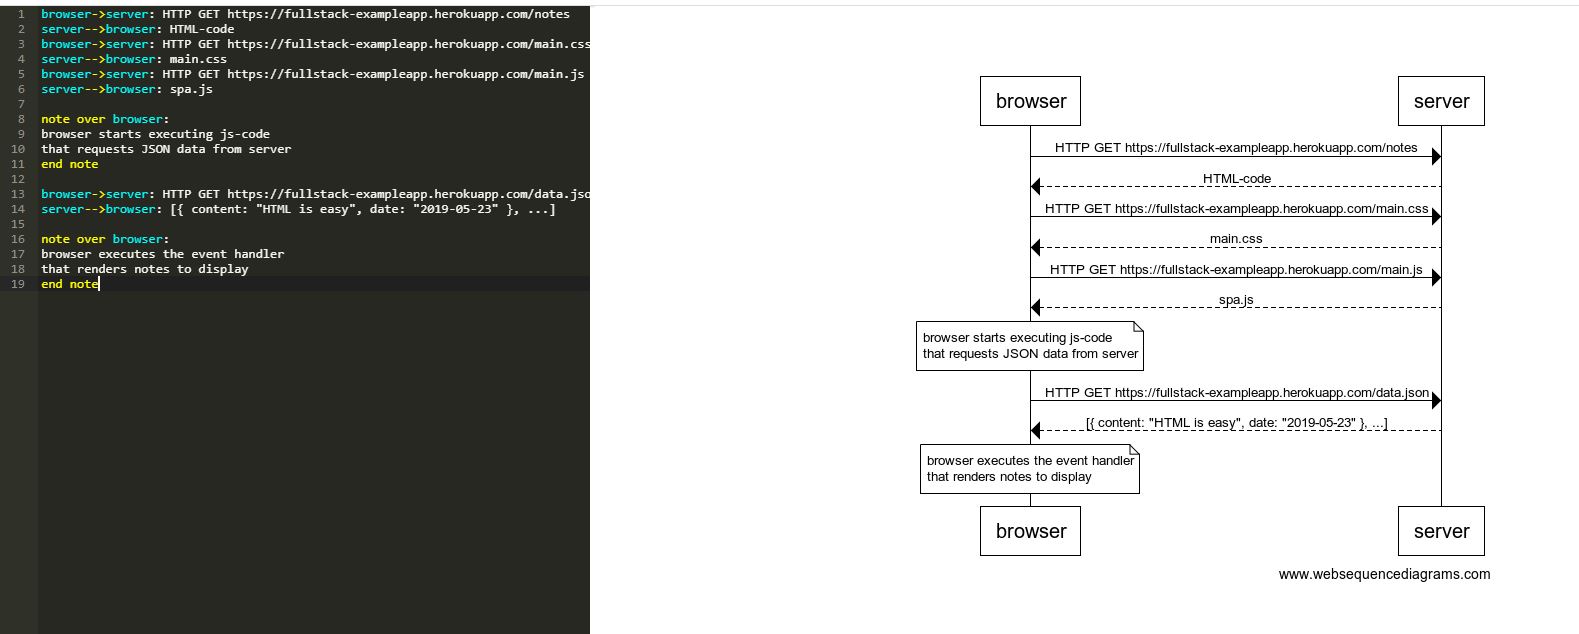 1 browser->server: HTTP GET https://fullstack-exampleapp.herokuapp.com/notes
2 server-->browser: HTML-code
3 browser->server: HTTP GET https://fullstack-exampleapp.herokuapp.com/main.css
4 server-->browser: main.css
5 browser->server: HTTP GET https://fullstack-exampleapp.herokuapp.com/main.js
6 server-->browser: spa.js
7
8 note over browser:
9 browser starts executing js-code
10 that requests JSON data from server
11 end note
12
13 browser->server: HTTP GET https://fullstack-exampleapp.herokuapp.com/data.jso
14 server-->browser: [{ content: "HTML is easy", date: "2019-05-23" }, ...]
15
16 note over browser:
17 browser executes the event handler
18 that renders notes to display
19 end note
browser
server
HTTP GET https://fullstack-exampleapp.herokuapp.com/notes
HTML-code
HTTP GET https://fullstack-exampleapp.herokuapp.com/main.css
main.css
HTTP GET https://fullstack-exampleapp.herokuapp.com/main.js
spa.js
browser starts executing js-code
that requests JSON data from server
HTTP GET https://fullstack-exampleapp.herokuapp.com/data.json
[{ content: "HTML is easy", date: "2019-05-23" }, ...]
browser executes the event handler
that renders notes to display
browser
server
www.websequencediagrams.com